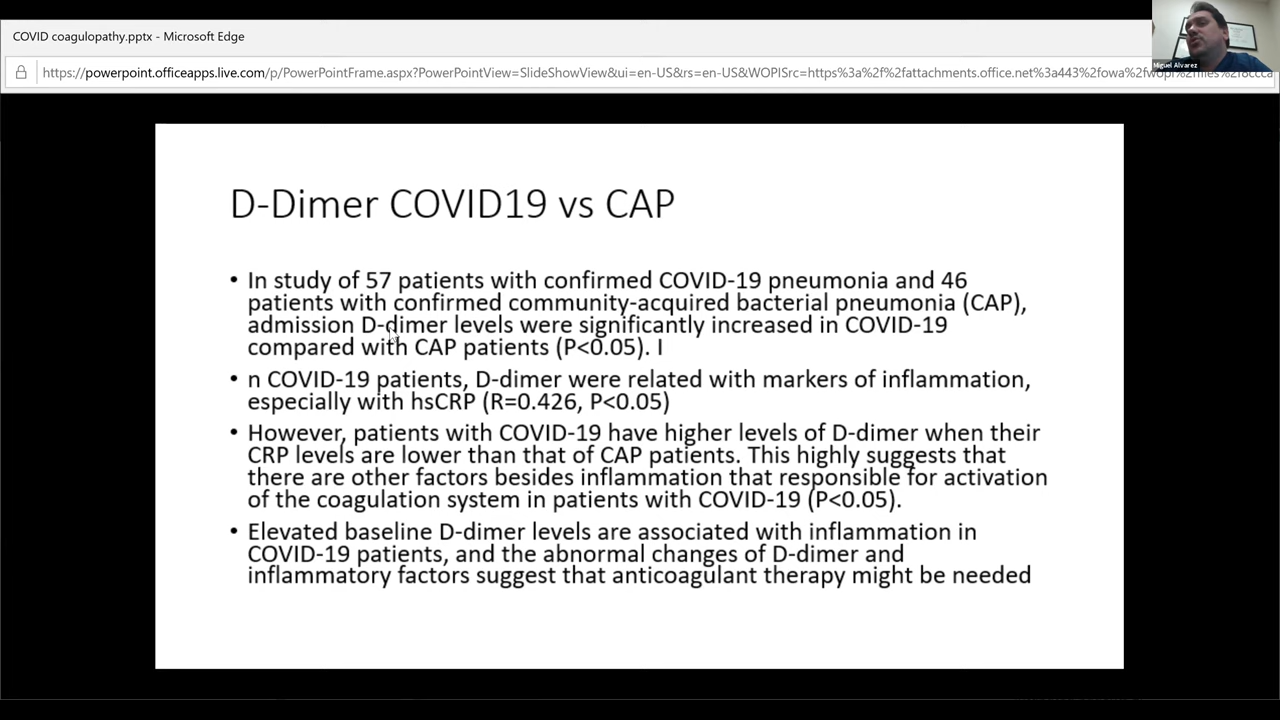 COVID coagulopathy.pptx - Microsoft Edge
https://powerpoint.officeapps.live.com/p/PowerPointFrame.aspx?PowerPointView=SlideShowView&ui=en-US&rs=en-US&WOPISrc=https%3a%2f%2fattachments.office.net%3a443%2fowa%2fwopi%2ffiles%2f8ccca
Miguel Alvarez
D-Dimer COVID19 vs CAP
• In study of 57 patients with confirmed COVID-19 pneumonia and 46
patients with confirmed community-acquired bacterial pneumonia (CAP),
admission D-dimer levels were significantly increased in COVID-19
compared with CAP patients (P<0.05). I
• n COVID-19 patients, D-dimer were related with markers of inflammation,
especially with hsCRP (R=0.426, P<0.05)
• However, patients with COVID-19 have higher levels of D-dimer when their
CRP levels are lower than that of CAP patients. This highly suggests that
there are other factors besides inflammation that responsible for activation
of the coagulation system in patients with COVID-19 (P<0.05).
• Elevated baseline D-dimer levels are associated with inflammation in
COVID-19 patients, and the abnormal changes of D-dimer and
inflammatory factors suggest that anticoagulant therapy might be needed